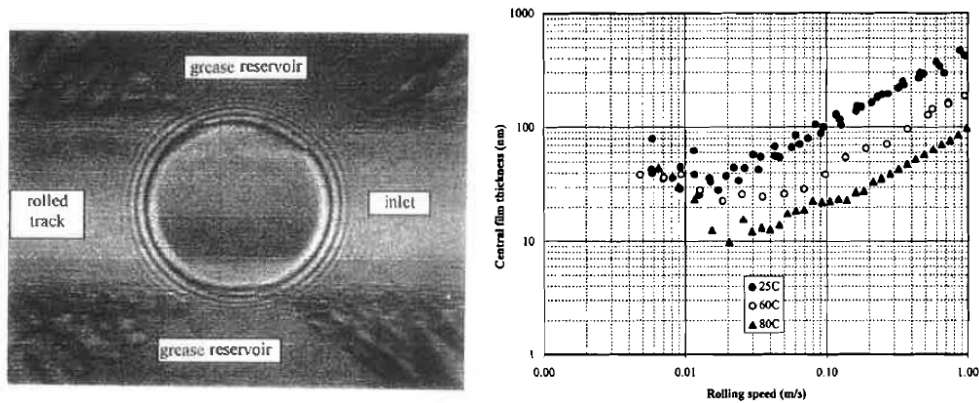 grease reservoir
rolled
track
inlet
grease reservoir
Central film thickness (nm)
1000
100
10
1
25C
60C
80C
0.00
0.01
0.10
1.00
Rolling speed (m/s)